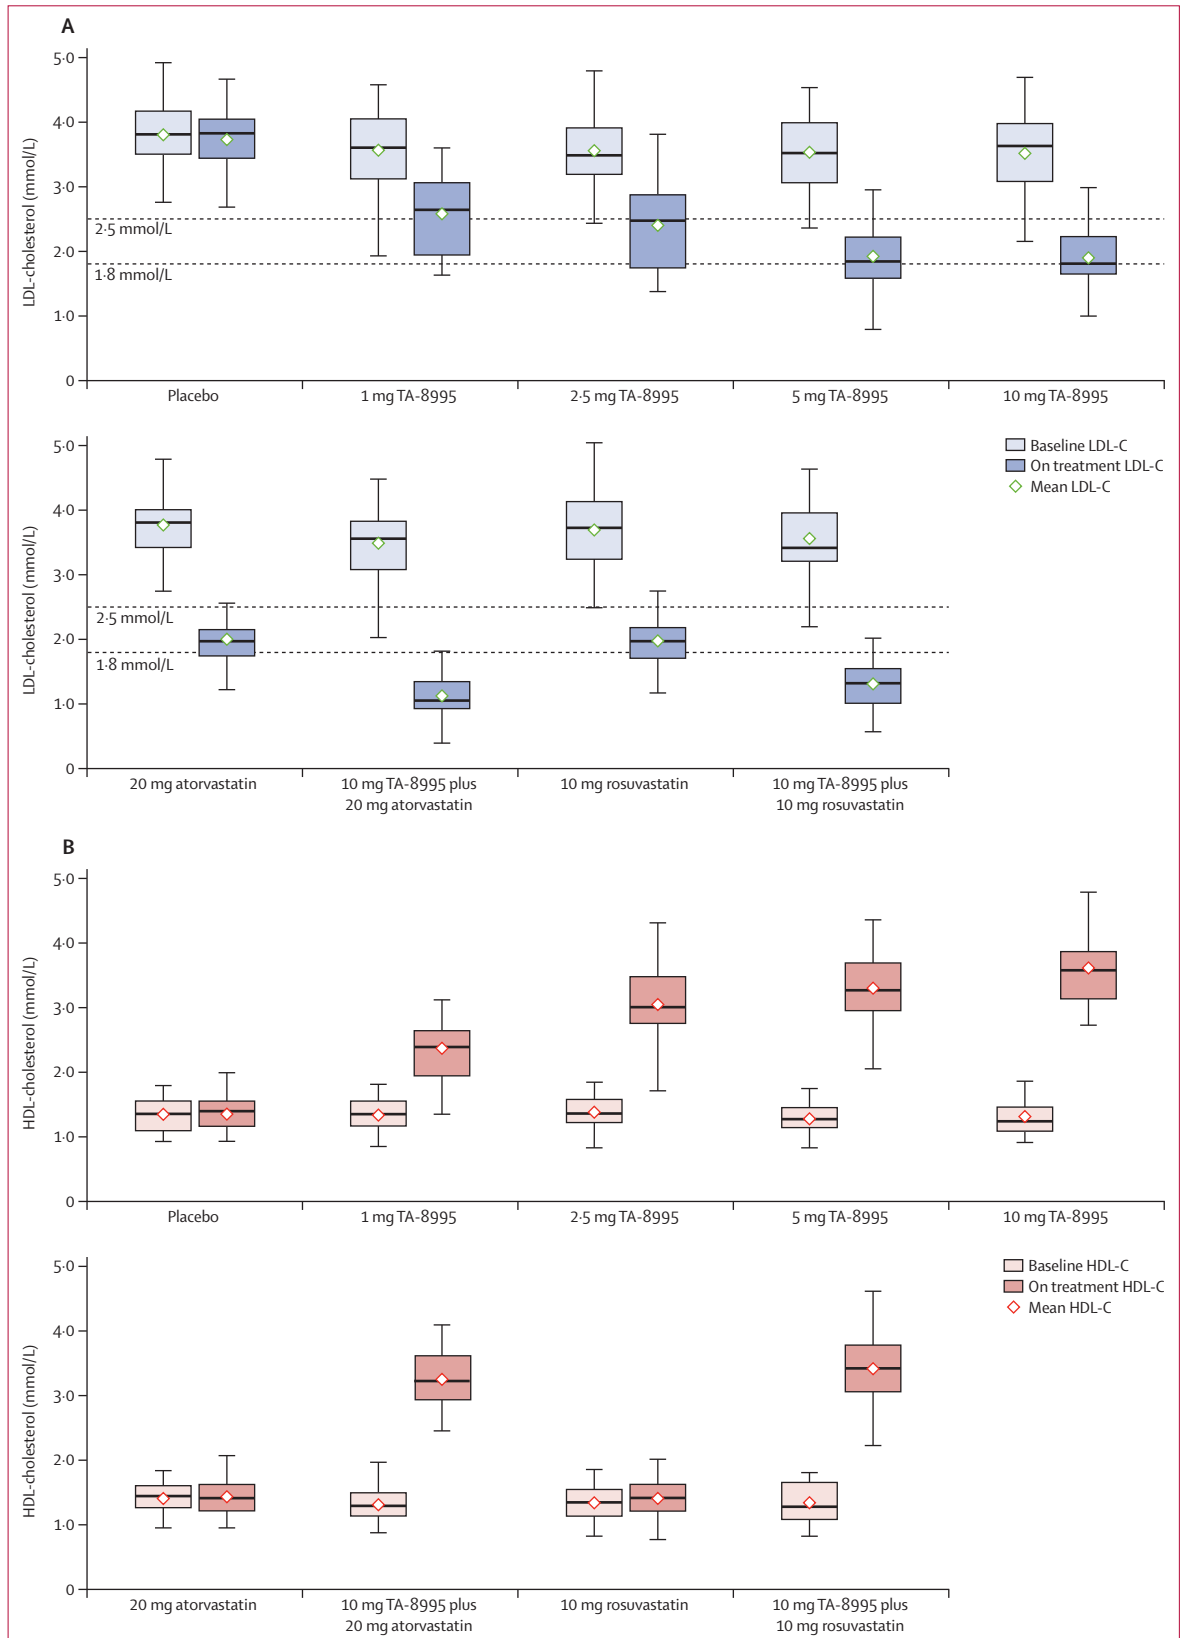 A
5·0
4·0
3·0
2·0
1·0
0
LDL-cholesterol (mmol/L)
2·5 mmol/L
1·8 mmol/L
Placebo
1 mg TA-8995
2·5 mg TA-8995
5 mg TA-8995
10 mg TA-8995
5·0
4·0
3·0
2·0
1·0
0
LDL-cholesterol (mmol/L)
2·5 mmol/L
1·8 mmol/L
Baseline LDL-C
On treatment LDL-C
Mean LDL-C
20 mg atorvastatin
10 mg TA-8995 plus
20 mg atorvastatin
10 mg rosuvastatin
10 mg TA-8995 plus
10 mg rosuvastatin
B
5·0
4·0
3·0
2·0
1·0
0
HDL-cholesterol (mmol/L)
Placebo
1 mg TA-8995
2·5 mg TA-8995
5 mg TA-8995
10 mg TA-8995
5·0
4·0
3·0
2·0
1·0
0
HDL-cholesterol (mmol/L)
Baseline HDL-C
On treatment HDL-C
Mean HDL-C
20 mg atorvastatin
10 mg TA-8995 plus
20 mg atorvastatin
10 mg rosuvastatin
10 mg TA-8995 plus
10 mg rosuvastatin